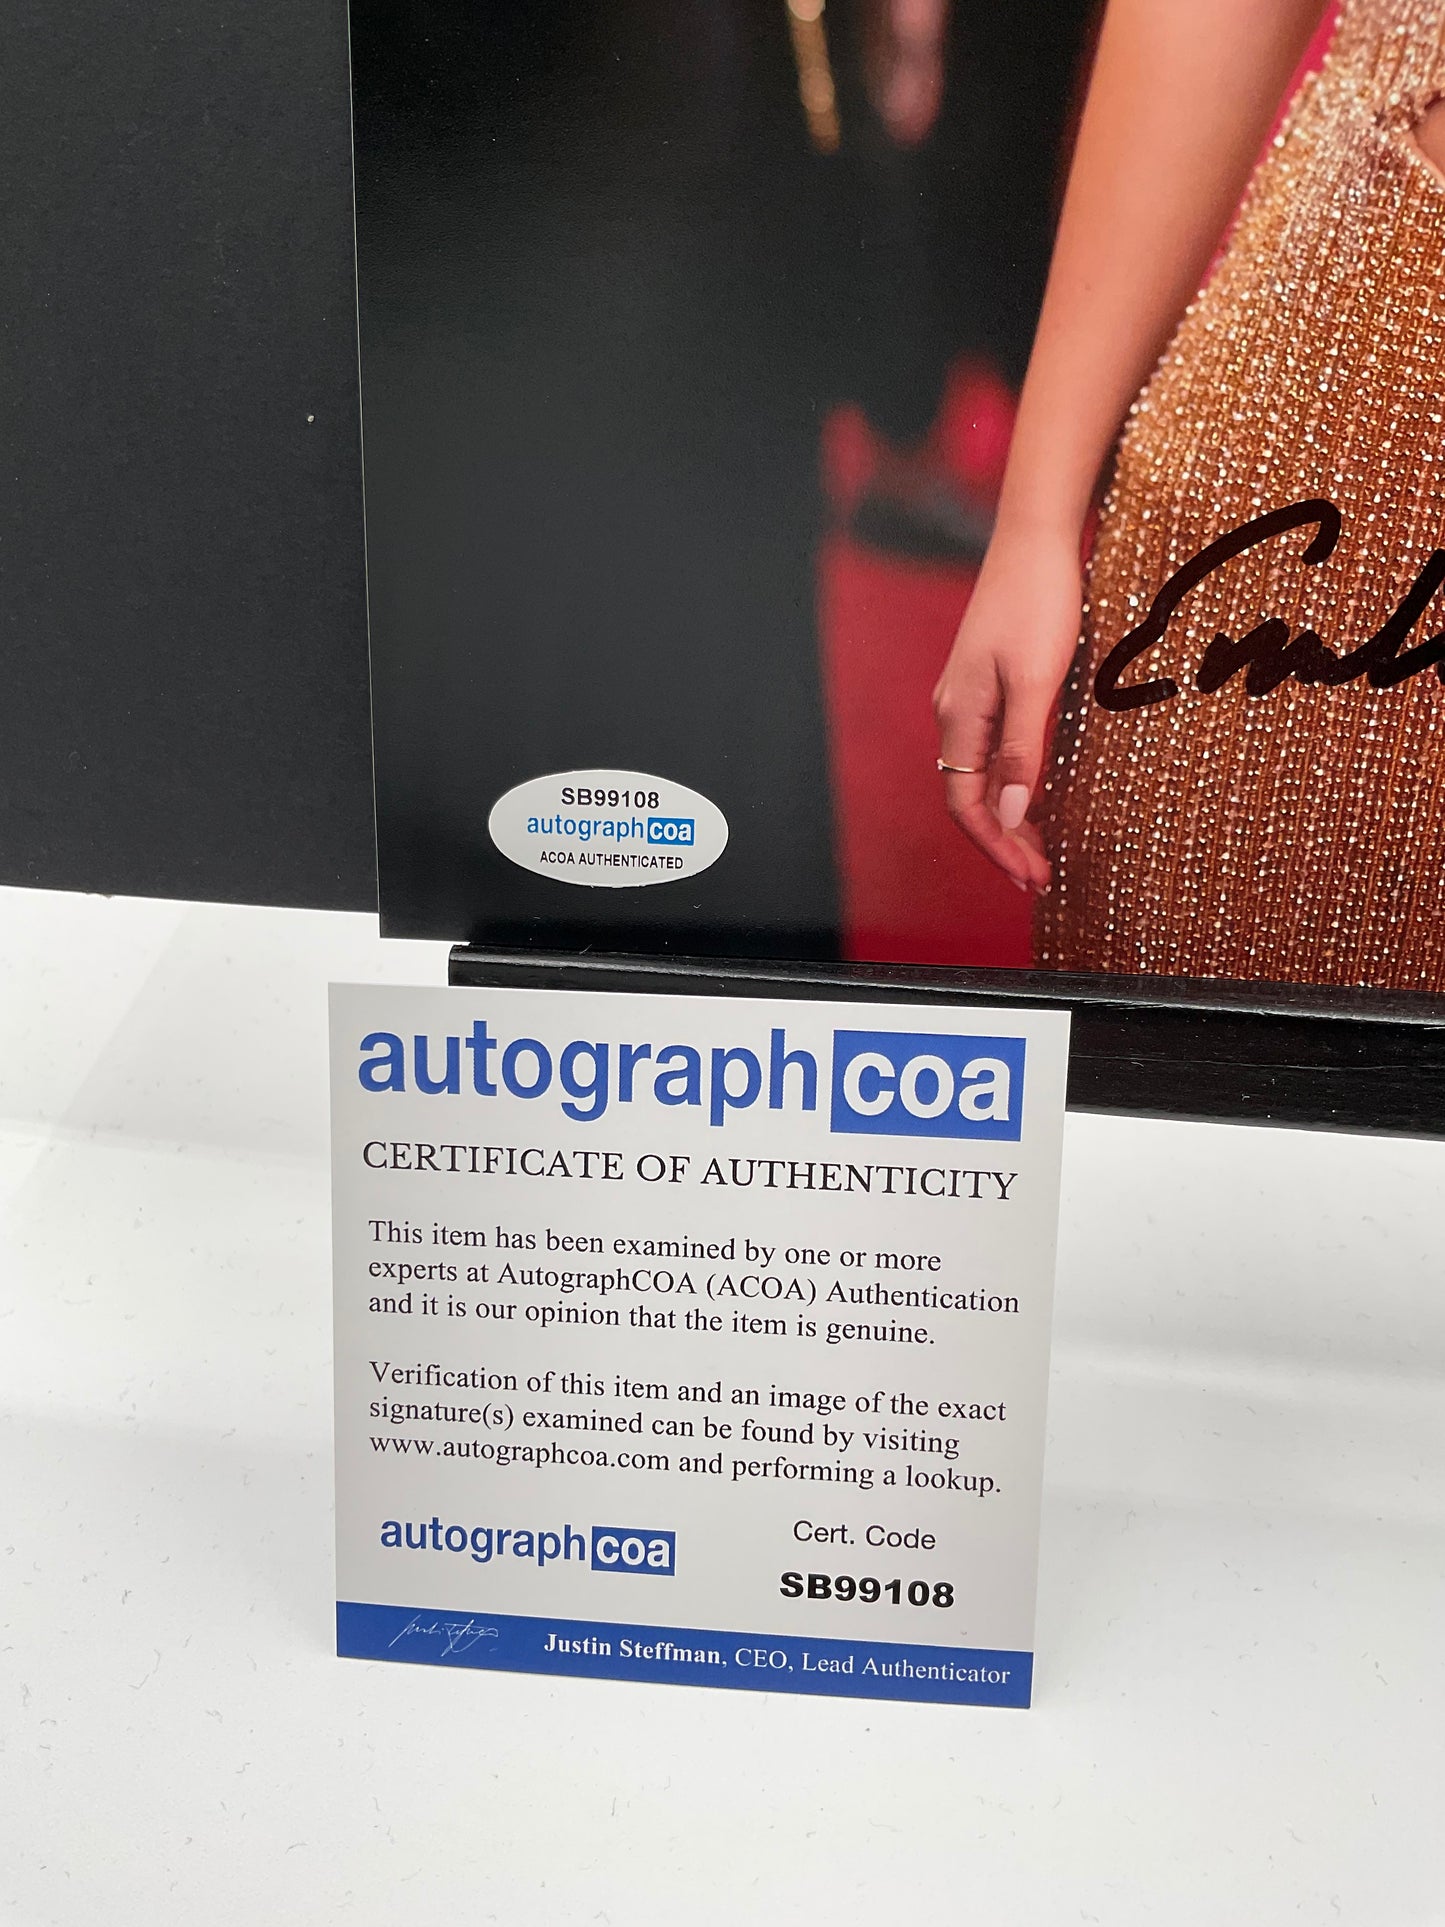 SB99108
autographcoa
ACOA AUTHENTICATED
autographcoa
CERTIFICATE OF AUTHENTICITY
This item has been examined by one or more
experts at AutographCOA (ACOA) Authentication
and it is our opinion that the item is genuine.
Verification of this item and an image of the exact
signature(s) examined can be found by visiting
www.autographcoa.com and performing a lookup.
autographcoa
Cert. Code
SB99108
Justin Steffman, CEO, Lead Authenticator